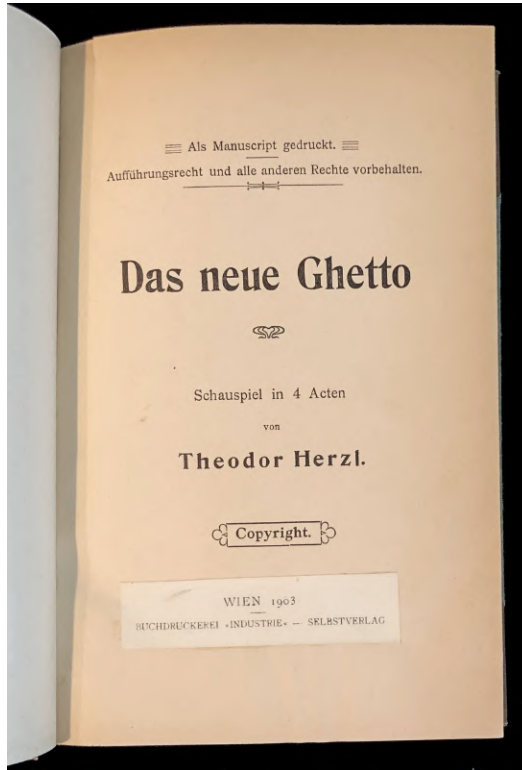 Als Manuscript gedruckt.
Aufführungsrecht und alle anderen Rechte vorbehalten.
Das neue Ghetto
Schauspiel in 4 Acten
von
Theodor Herzl.
Copyright.
WIEN 1903
BUCHDRUCKEREI »INDUSTRIE« — SELBSTVERLAG